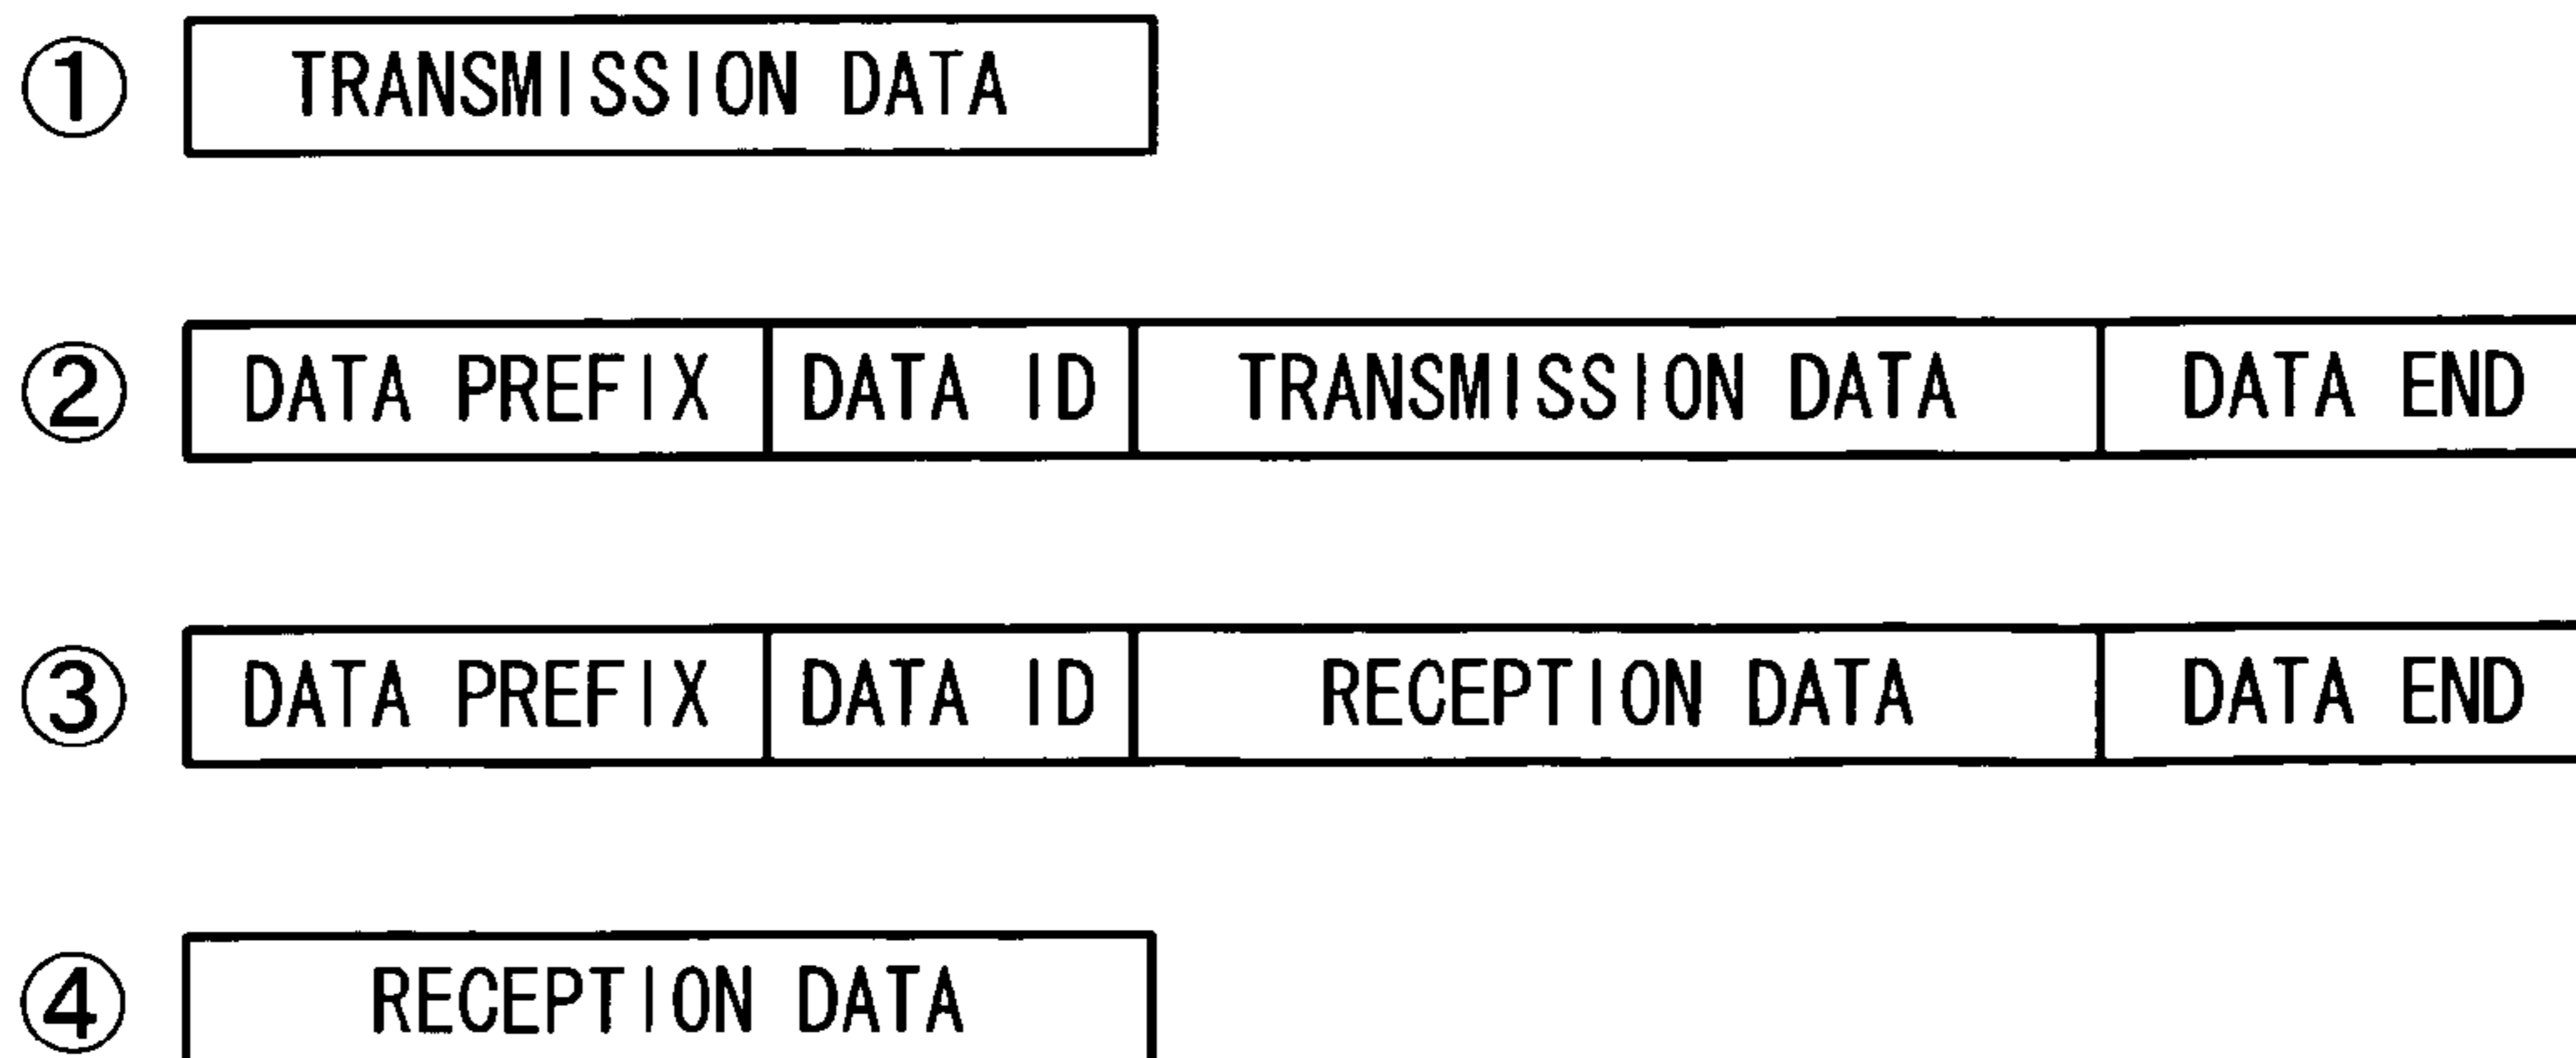 ① TRANSMISSION DATA
② DATA PREFIX DATA ID TRANSMISSION DATA DATA END
③ DATA PREFIX DATA ID RECEPTION DATA DATA END
④ RECEPTION DATA